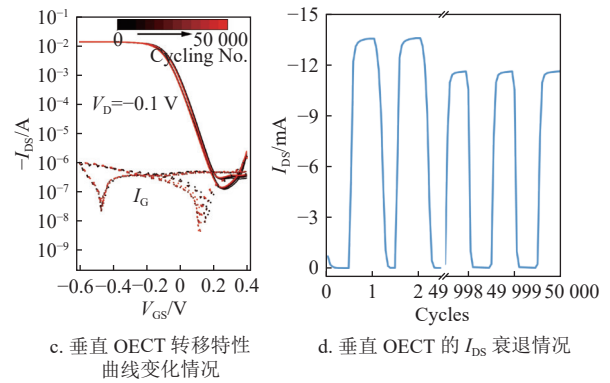 c
0 50 000
Cycling No.
V_D=−0.1 V
I_G
10⁰
10⁻¹
10⁻²
10⁻³
10⁻⁴
10⁻⁵
10⁻⁶
10⁻⁷
10⁻⁸
10⁻⁹
−I_DS/A
−0.6 −0.4 −0.2 0 0.2 0.4
V_GS/V
c. 垂直 OECT 转移特性
曲线变化情况
d
−15
−12
−9
−6
−3
0
I_DS/mA
0 1 2 49 998 49 999 50 000
Cycles
d. 垂直 OECT 的 I_DS 衰退情况